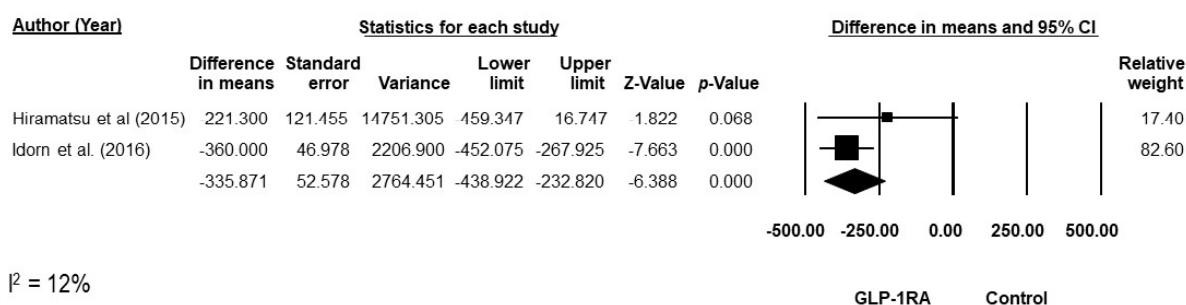 Author (Year) Statistics for each study Difference in means and 95% CI
Difference Standard Lower Upper Relative
in means error Variance limit limit Z-Value p-Value weight
Hiramatsu et al (2015) -221.300 121.455 14751.305 -459.347 16.747 -1.822 0.068 17.40
Idorn et al. (2016) -360.000 46.978 2206.900 -452.075 -267.925 -7.663 0.000 82.60
-335.871 52.578 2764.451 -438.922 -232.820 -6.388 0.000
-500.00 -250.00 0.00 250.00 500.00
I² = 12%
GLP-1RA Control